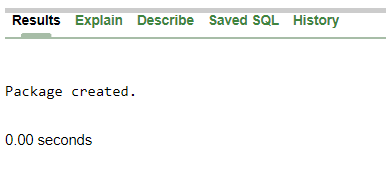 Results Explain Describe Saved SQL History
Package created.
0.00 seconds